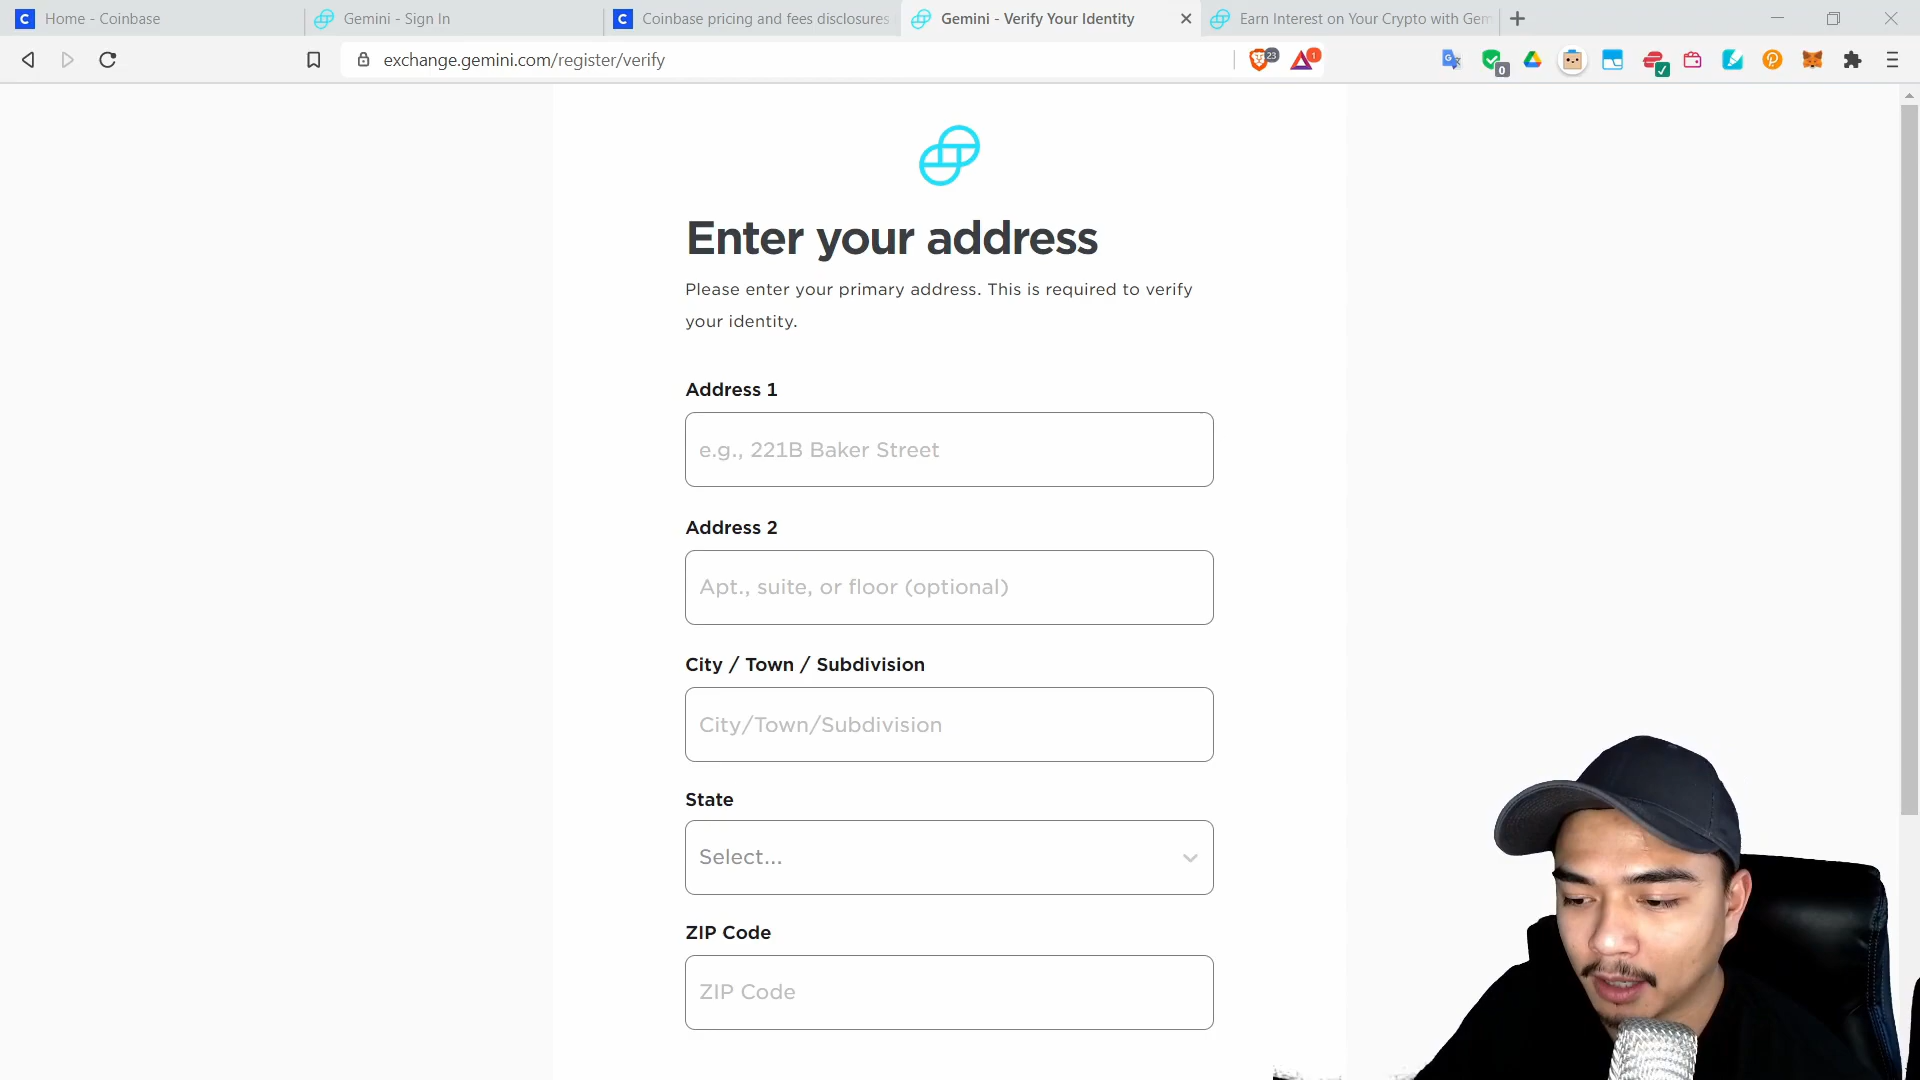 Home - Coinbase
Gemini - Sign In
Coinbase pricing and fees disclosures
Gemini - Verify Your Identity
Earn Interest on Your Crypto with Gem
exchange.gemini.com/register/verify
23
1
0
Enter your address
Please enter your primary address. This is required to verify
your identity.
Address 1
e.g., 221B Baker Street
Address 2
Apt., suite, or floor (optional)
City / Town / Subdivision
City/Town/Subdivision
State
Select...
ZIP Code
ZIP Code